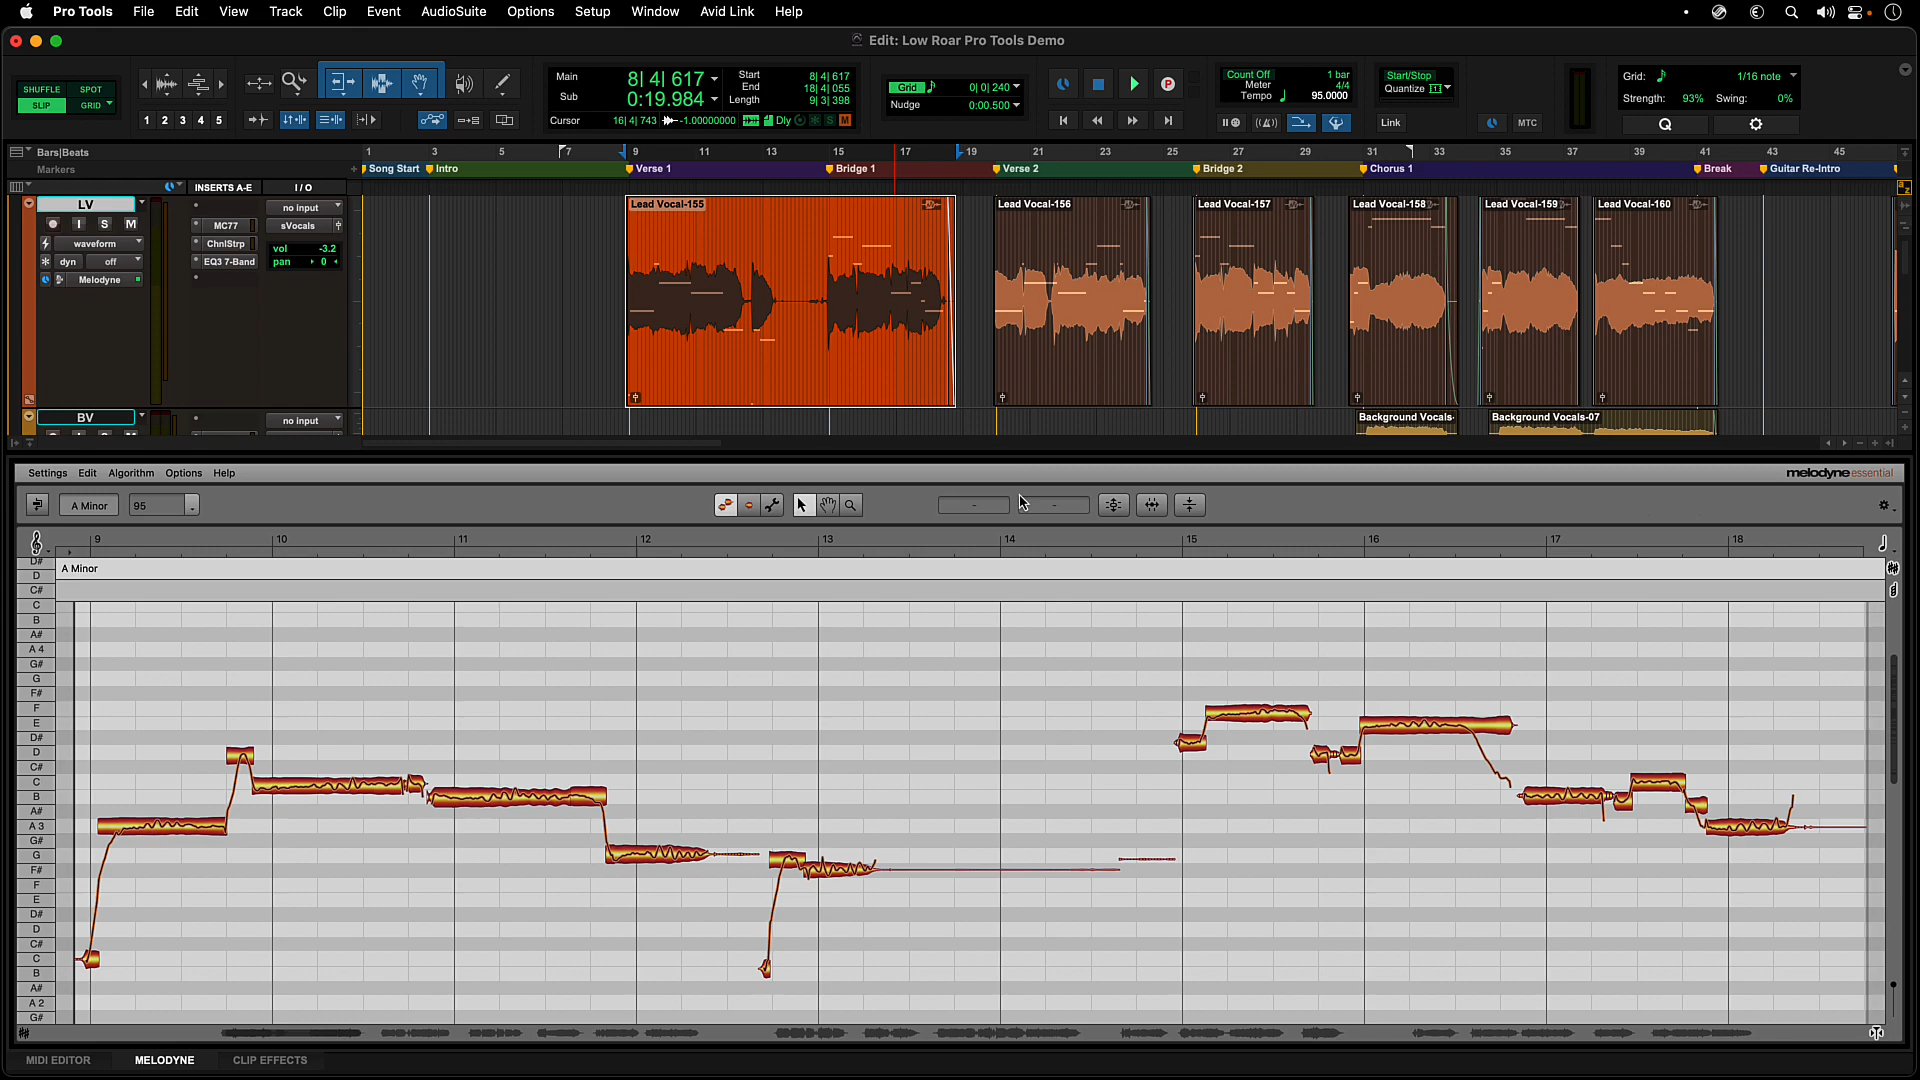 Pro Tools File Edit View Track Clip Event AudioSuite Options Setup Window Avid Link Help
Edit: Low Roar Pro Tools Demo
SHUFFLE SPOT
SLIP GRID
1 2 3 4 5
Main 8| 4| 617
Sub 0:19.984
Start 8| 4| 617
End 18| 4| 055
Length 9| 3| 398
Cursor 16| 4| 743 -1.00000000 Dly S M
Grid 0| 0| 240
Nudge 0:00.500
Count Off 1 bar
Meter 4/4
Tempo 95.0000
Start/Stop
Quantize
Link
MTC
Grid: 1/16 note
Strength: 93% Swing: 0%
Q
Bars|Beats 1 3 5 7 9 11 13 15 17 19 21 23 25 27 29 31 33 35 37 39 41 43 45
Markers Song Start Intro Verse 1 Bridge 1 Verse 2 Bridge 2 Chorus 1 Break Guitar Re-Intro
INSERTS A-E I / O
LV
I S M
waveform
dyn off
Melodyne
MC77
ChnlStrp
EQ3 7-Band
no input
sVocals
vol -3.2
pan 0
Lead Vocal-155 Lead Vocal-156 Lead Vocal-157 Lead Vocal-158 Lead Vocal-159 Lead Vocal-160
BV
no input
Background Vocals- Background Vocals-07
Settings Edit Algorithm Options Help
melodyne essential
A Minor 95 - -
9 10 11 12 13 14 15 16 17 18
A Minor
D#
D
C#
C
B
A#
A 4
G#
G
F#
F
E
D#
D
C#
C
B
A#
A 3
G#
G
F#
F
E
D#
D
C#
C
B
A#
A 2
G#
MIDI EDITOR MELODYNE CLIP EFFECTS